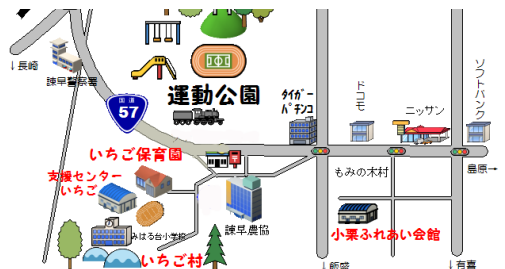 ↓長崎
諫早警察署
国道
57
運動公園
タイガー
パチンコ
ドコモ
ニッサン
ソフトバンク
いちご保育園
島原→
もみの木村
支援センター
いちご
諫早農協
小栗ふれあい会館
みはる台小学校
いちご村
↓飯盛
↓有喜